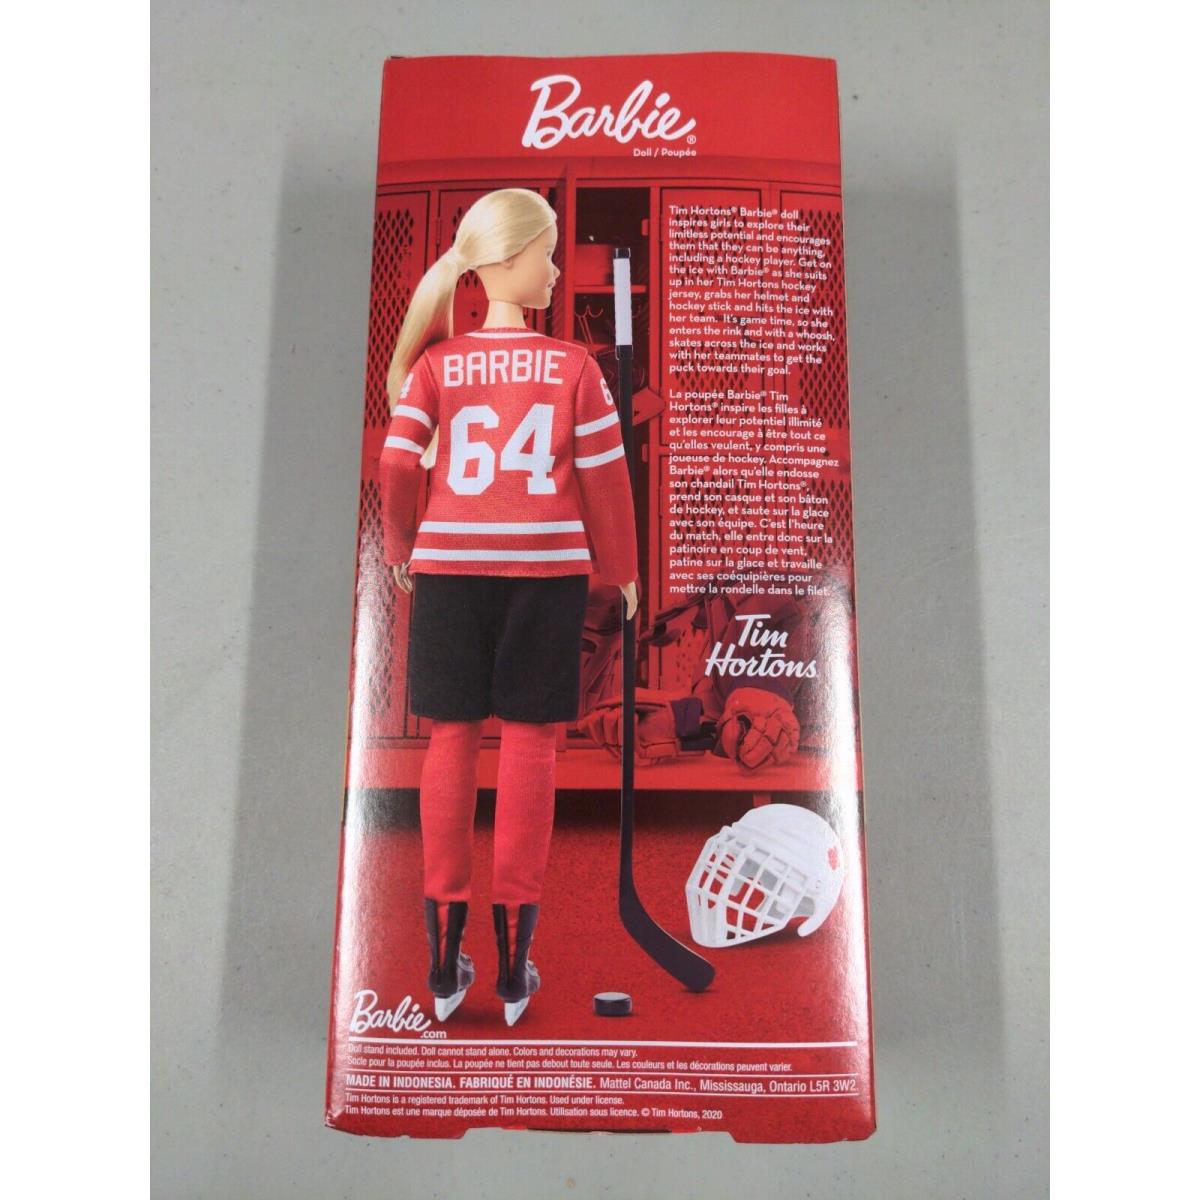 Barbie®
Doll / Poupée
Tim Hortons® Barbie® doll
inspires girls to explore their
limitless potential and encourages
them that they can be anything,
including a hockey player. Get on
the ice with Barbie® as she suits
up in her Tim Hortons hockey
jersey, grabs her helmet and
hockey stick and hits the ice with
her team. It's game time, so she
enters the rink and with a whoosh,
skates across the ice and works
with her teammates to get the
puck towards their goal.
La poupée Barbie® Tim
Hortons® inspire les filles à
explorer leur potentiel illimité
et les encourage à être tout ce
qu'elles veulent, y compris une
joueuse de hockey. Accompagnez
Barbie® alors qu'elle endosse
son chandail Tim Hortons®,
prend son casque et son bâton
de hockey, et saute sur la glace
avec son équipe. C'est l'heure
du match, elle entre donc sur la
patinoire en coup de vent,
patine sur la glace et travaille
avec ses coéquipières pour
mettre la rondelle dans le filet.
BARBIE
64
Tim
Hortons
Barbie.com
Doll stand included. Doll cannot stand alone. Colors and decorations may vary.
Socle pour la poupée inclus. La poupée ne tient pas debout toute seule. Les couleurs et les décorations peuvent varier.
MADE IN INDONESIA. FABRIQUÉ EN INDONÉSIE. Mattel Canada Inc., Mississauga, Ontario L5R 3W2.
Tim Hortons is a registered trademark of Tim Hortons. Used under license.
Tim Hortons est une marque déposée de Tim Hortons. Utilisation sous licence. © Tim Hortons, 2020